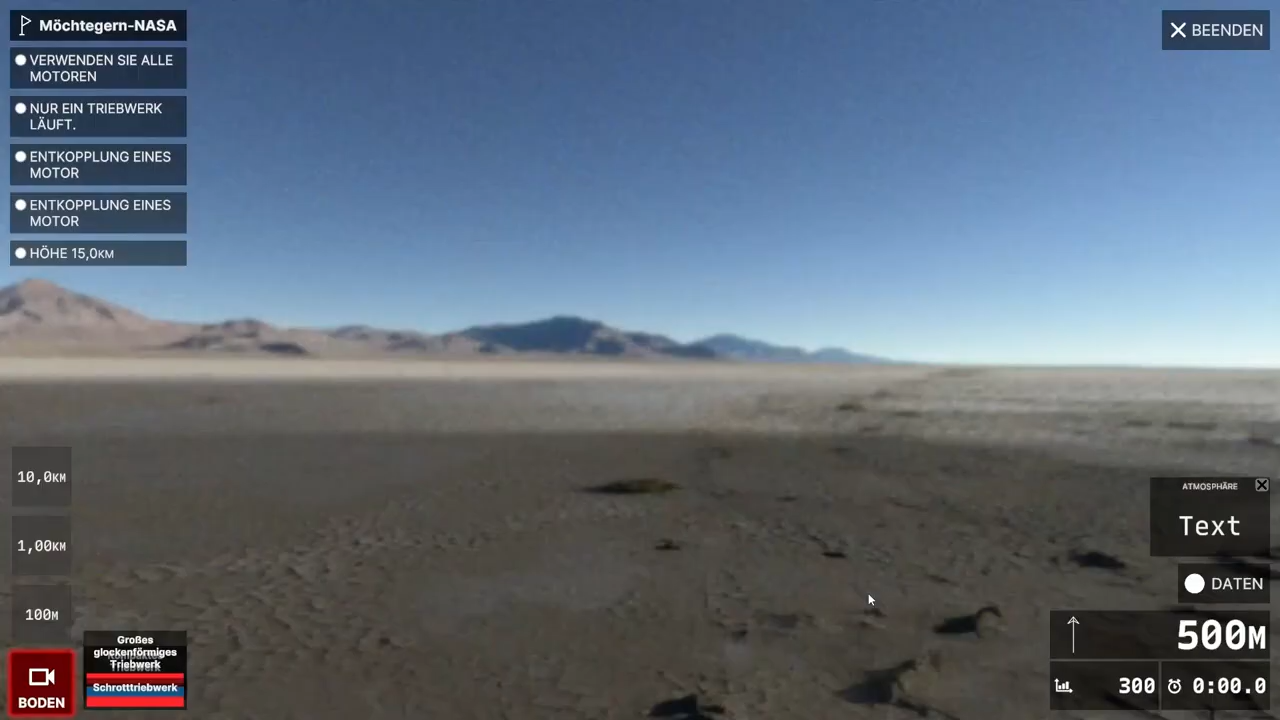 Möchtegern-NASA
BEENDEN
VERWENDEN SIE ALLE
MOTOREN
NUR EIN TRIEBWERK
LÄUFT.
ENTKOPPLUNG EINES
MOTOR
ENTKOPPLUNG EINES
MOTOR
HÖHE 15,0KM
10,0KM
1,00KM
100M
BODEN
Großes
glockenförmiges
Triebwerk
Schrotttriebwerk
ATMOSPHÄRE
Text
DATEN
500M
300
0:00.0